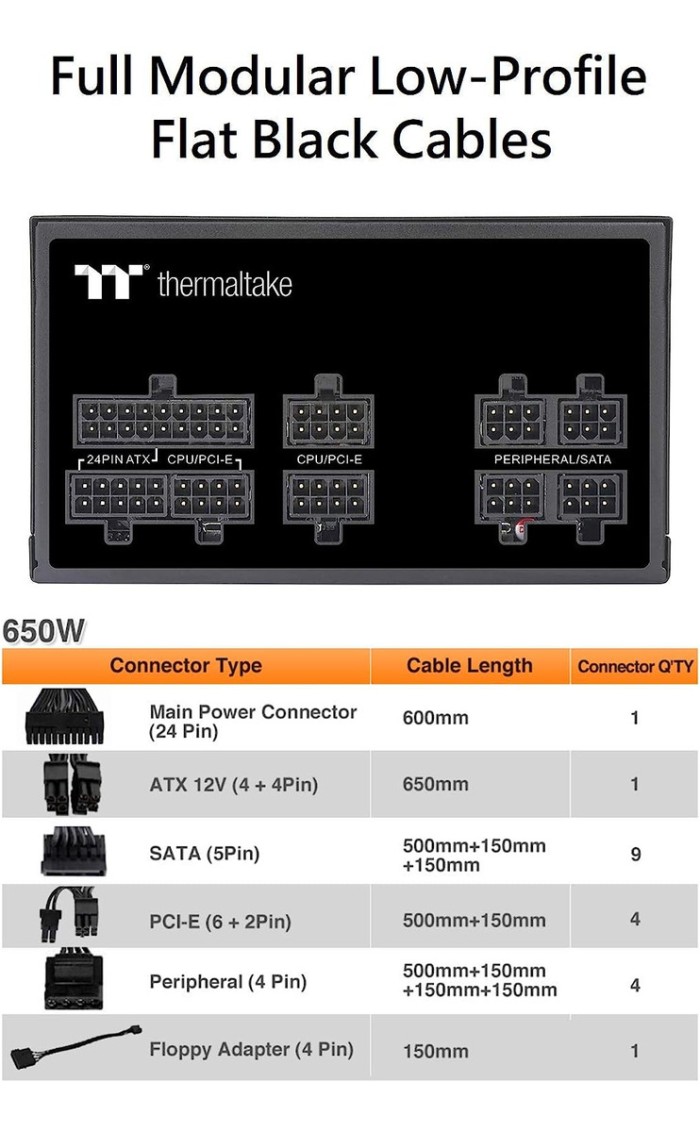 Full Modular Low-Profile
Flat Black Cables
thermaltake
24PIN ATX
CPU/PCI-E
CPU/PCI-E
PERIPHERAL/SATA
650W
Connector Type Cable Length Connector Q'TY
Main Power Connector
(24 Pin)
600mm
1
ATX 12V (4 + 4Pin)
650mm
1
SATA (5Pin)
500mm+150mm
+150mm
9
PCI-E (6 + 2Pin)
500mm+150mm
4
Peripheral (4 Pin)
500mm+150mm
+150mm+150mm
4
Floppy Adapter (4 Pin)
150mm
1